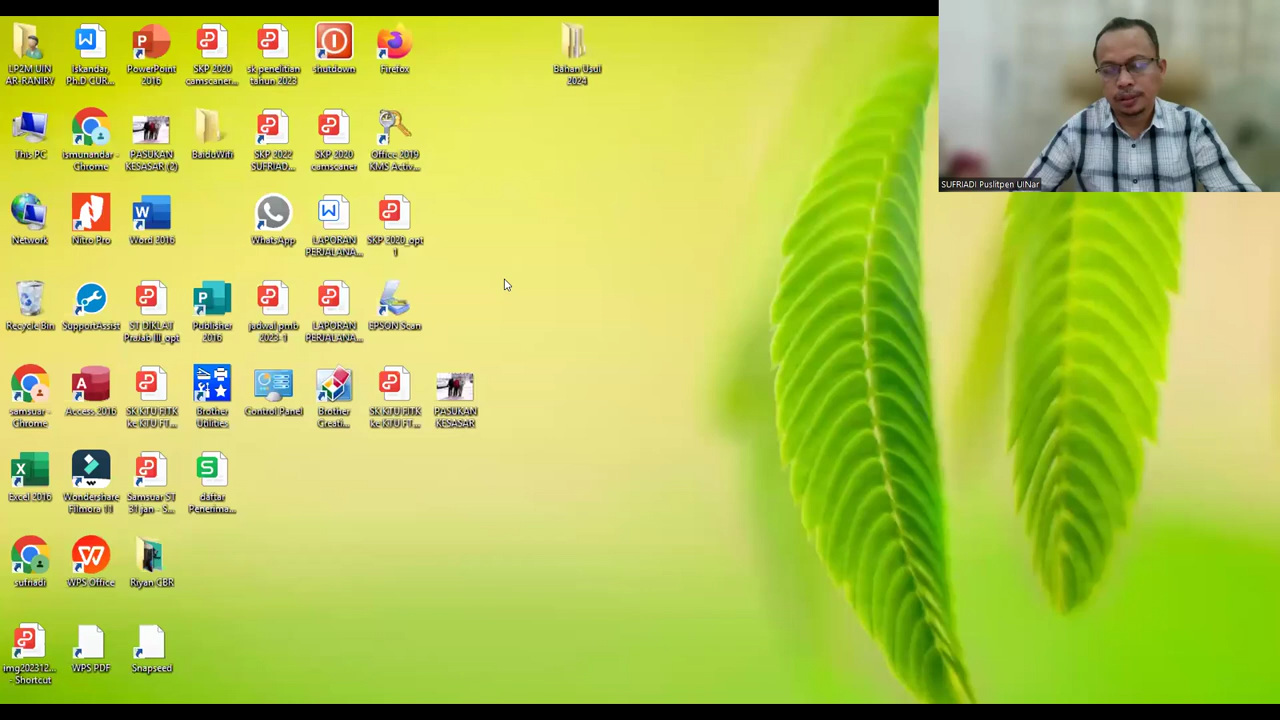 LP2M UIN
AR RANIRY
Iskandar,
Ph.D CUR...
PowerPoint
2016
SKP 2020
camscaner...
sk penelitian
tahun 2023
shutdown
Firefox
Bahan Usul
2024
This PC
ismunandar -
Chrome
PASUKAN
KESASAR (2)
BaiduWifi
SKP 2022
SUFRIAD...
SKP 2020
camscaner
Office 2019
KMS Activ...
SUFRIADI Puslitpen UINar
Network
Nitro Pro
Word 2016
WhatsApp
LAPORAN
PERJALANA...
SKP 2020_opt
1
Recycle Bin
SupportAssist
ST DIKLAT
PraJab III_opt
Publisher
2016
jadwal pmb
2023-1
LAPORAN
PERJALANA...
EPSON Scan
samsuar -
Chrome
Access 2016
SK KTU FITK
ke KTU FT...
Brother
Utilities
Control Panel
Brother
Creati...
SK KTU FITK
ke KTU FT...
PASUKAN
KESASAR
Excel 2016
Wondershare
Filmora 11
Samsuar ST
31 jan - S...
daftar
Penerima...
sufriadi
WPS Office
Riyan CBR
img202312...
- Shortcut
WPS PDF
Snapseed